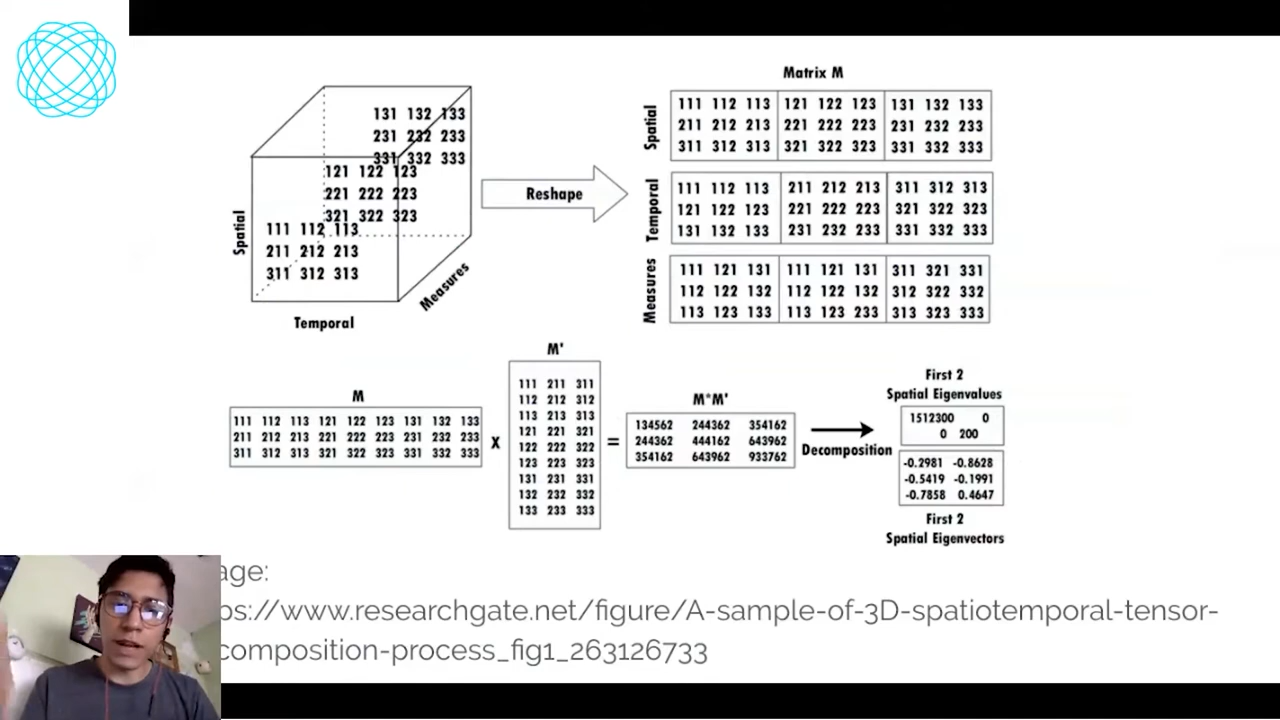 Matrix M
131 132 133
231 232 233
331 332 333
121 122 123
221 222 223
321 322 323
111 112 113
211 212 213
311 312 313
Spatial
Temporal
Measures
Reshape
Spatial
111 112 113 121 122 123 131 132 133
211 212 213 221 222 223 231 232 233
311 312 313 321 322 323 331 332 333
Temporal
111 112 113 211 212 213 311 312 313
121 122 123 221 222 223 321 322 323
131 132 133 231 232 233 331 332 333
Measures
111 121 131 111 121 131 311 321 331
112 122 132 112 122 132 312 322 332
113 123 133 113 123 233 313 323 333
M
111 112 113 121 122 123 131 132 133
211 212 213 221 222 223 231 232 233
311 312 313 321 322 323 331 332 333
x
M'
111 211 311
112 212 312
113 213 313
121 221 321
122 222 322
123 223 323
131 231 331
132 232 332
133 233 333
=
M*M'
134562 244362 354162
244362 444162 643962
354162 643962 933762
Decomposition
First 2
Spatial Eigenvalues
1512300 0
0 200
-0.2981 -0.8628
-0.5419 -0.1991
-0.7858 0.4647
First 2
Spatial Eigenvectors
age:
ps://www.researchgate.net/figure/A-sample-of-3D-spatiotemporal-tensor-
composition-process_fig1_263126733